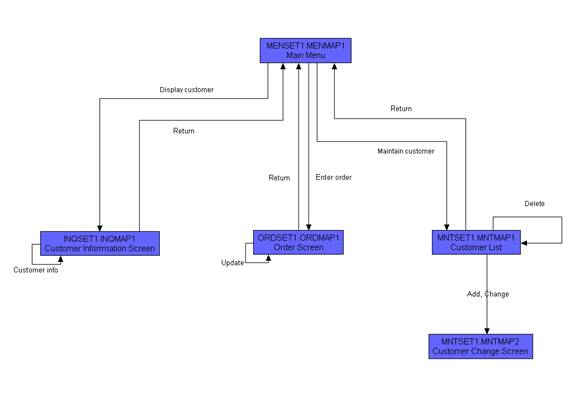 MENSET1.MENMAP1
Main Menu
Display customer
Return
Return
Maintain customer
Return
Enter order
Delete
INQSET1.INQMAP1
Customer Inforrmation Screen
ORDSET1.ORDMAP1
Order Screen
MNTSET1.MNTMAP1
Customer List
Customer info
Update
Add, Change
MNTSET1.MNTMAP2
Customer Change Screen